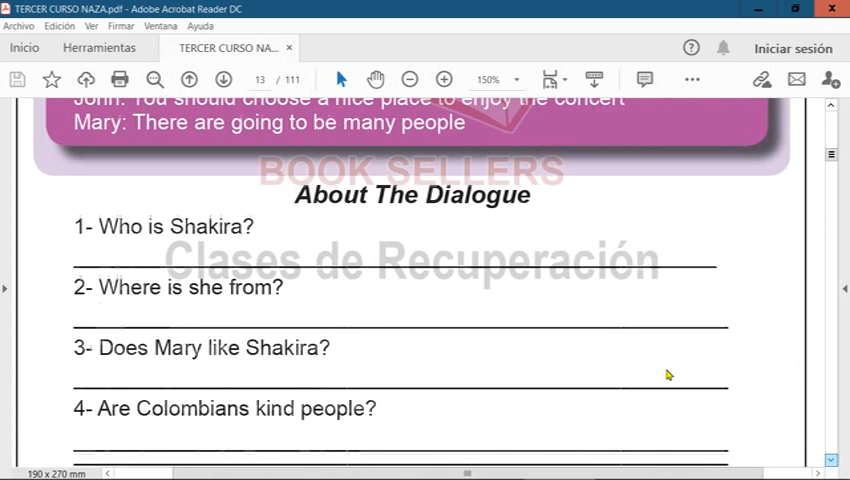 TERCER CURSO NAZA.pdf - Adobe Acrobat Reader DC
Archivo Edición Ver Firmar Ventana Ayuda
Inicio Herramientas TERCER CURSO NA... × Iniciar sesión
13 / 111 150%
John: You should choose a nice place to enjoy the concert
Mary: There are going to be many people
BOOK SELLERS
About The Dialogue
1- Who is Shakira?
Clases de Recuperación
2- Where is she from?
3- Does Mary like Shakira?
4- Are Colombians kind people?
190 x 270 mm